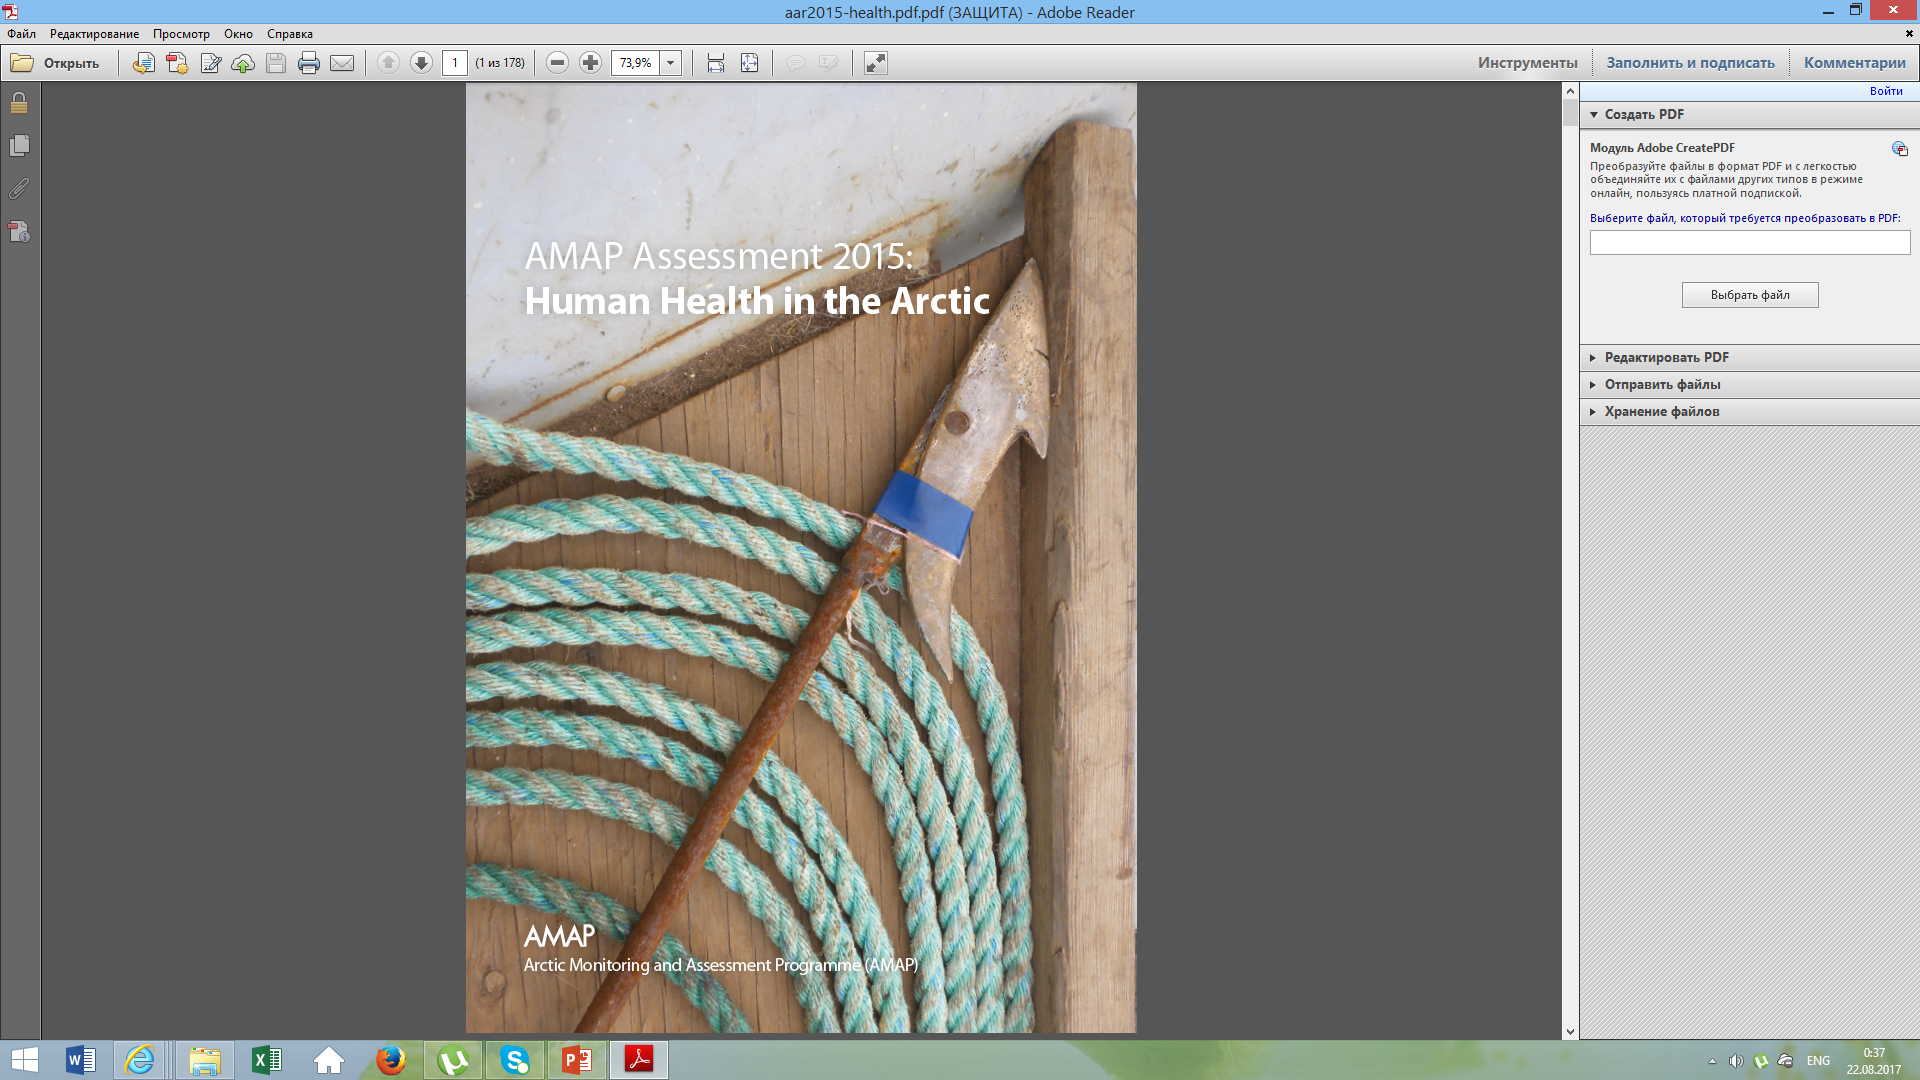 aar2015-health.pdf.pdf (ЗАЩИТА) - Adobe Reader
Файл Редактирование Просмотр Окно Справка
Открыть
1 (1 из 178)
73,9%
Инструменты Заполнить и подписать Комментарии
Войти
Создать PDF
Модуль Adobe CreatePDF
Преобразуйте файлы в формат PDF и с легкостью
объединяйте их с файлами других типов в режиме
онлайн, пользуясь платной подпиской.
Выберите файл, который требуется преобразовать в PDF:
Выбрать файл
Редактировать PDF
Отправить файлы
Хранение файлов
AMAP Assessment 2015:
Human Health in the Arctic
AMAP
Arctic Monitoring and Assessment Programme (AMAP)
ENG
0:37
22.08.2017